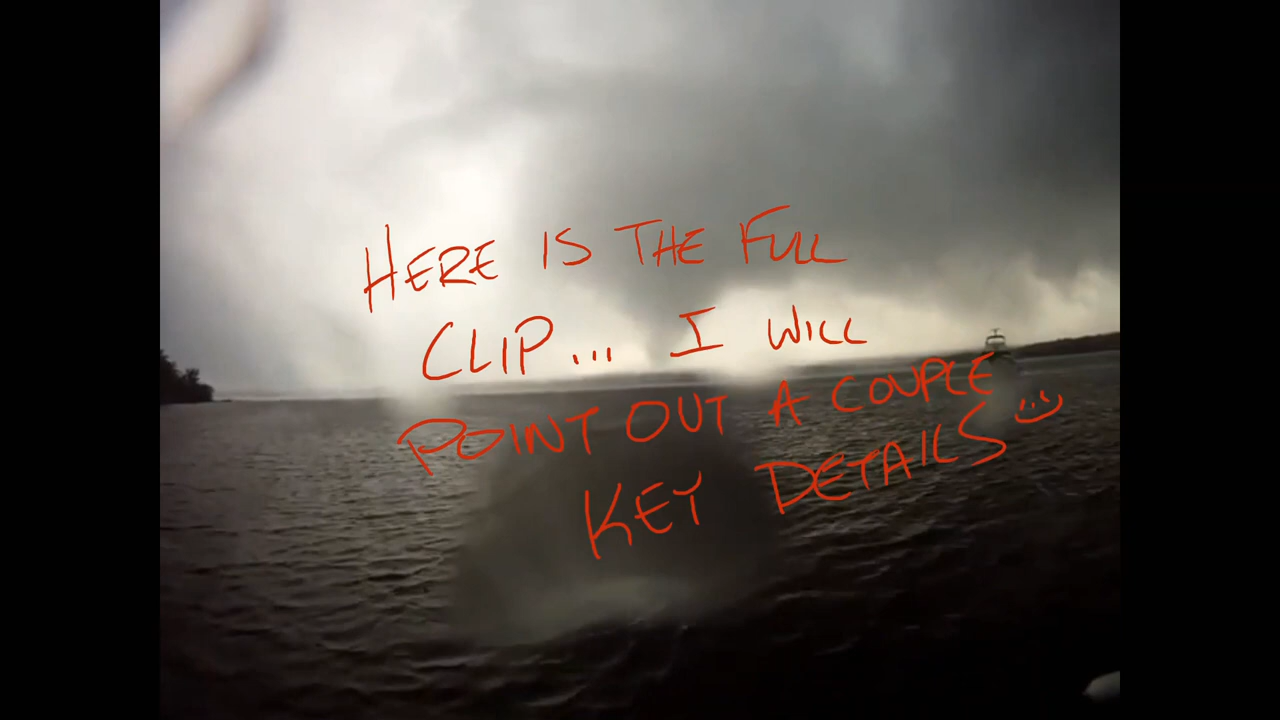 HERE IS THE FULL
CLIP... I WILL
POINT OUT A COUPLE
KEY DETAILS